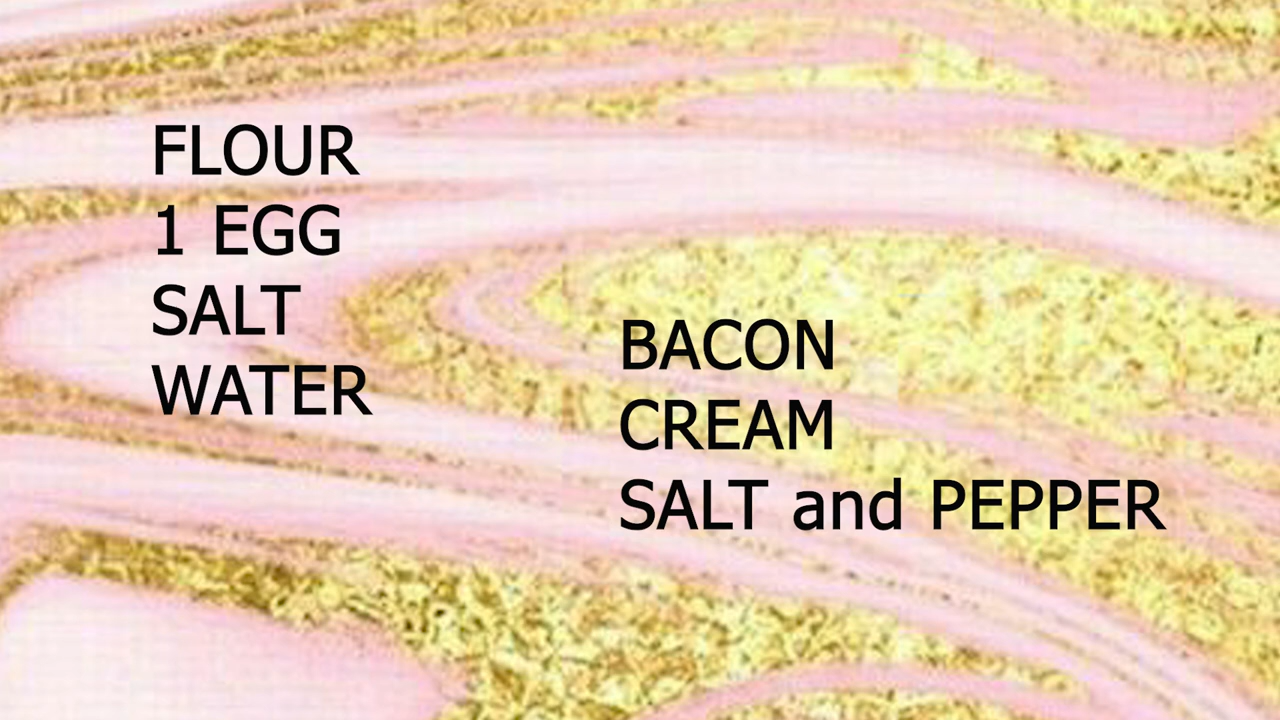 FLOUR
1 EGG
SALT
WATER
BACON
CREAM
SALT and PEPPER